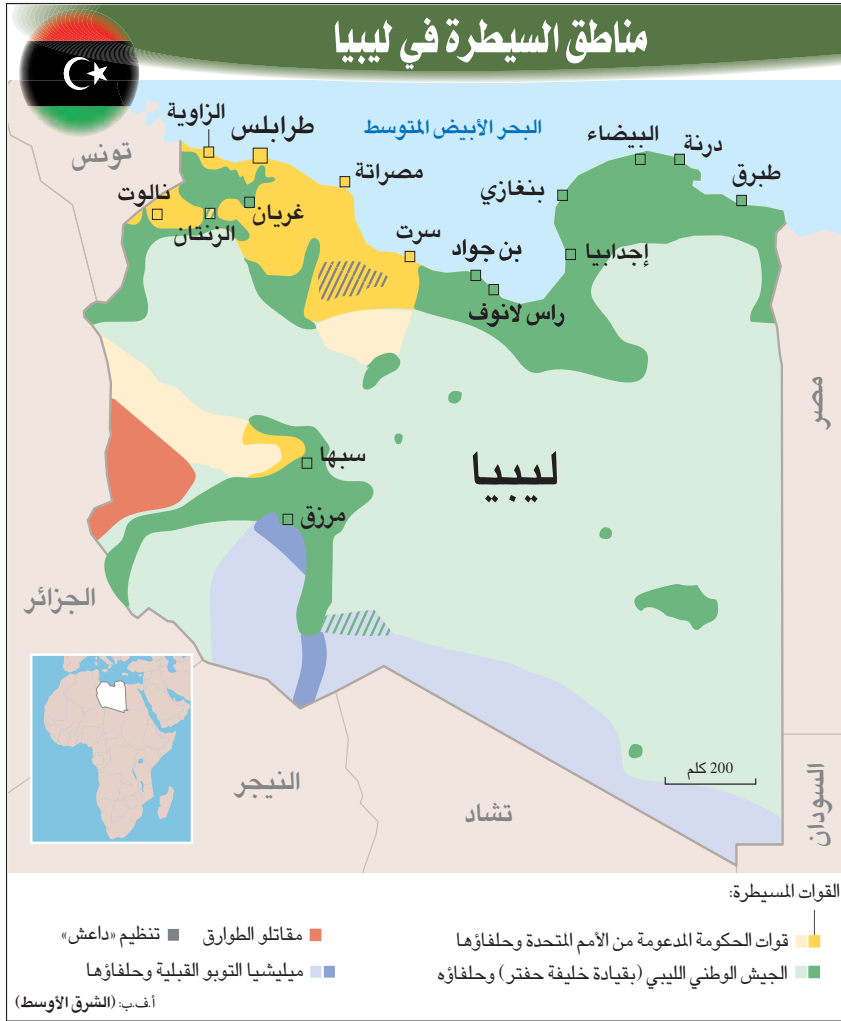 مناطق السيطرة في ليبيا
البحر الأبيض المتوسط
تونس
الزاوية
طرابلس
مصراتة
نالوت
الزنتان
غريان
سرت
بن جواد
راس لانوف
بنغازي
إجدابيا
البيضاء
درنة
طبرق
مصر
ليبيا
سبها
مرزق
الجزائر
النيجر
تشاد
السودان
200 كلم
القوات المسيطرة:
قوات الحكومة المدعومة من الأمم المتحدة وحلفاؤها
مقاتلو الطوارق
تنظيم «داعش»
الجيش الوطني الليبي (بقيادة خليفة حفتر) وحلفاؤه
ميليشيا التوبو القبلية وحلفاؤها
أ.ف.ب: (الشرق الأوسط)